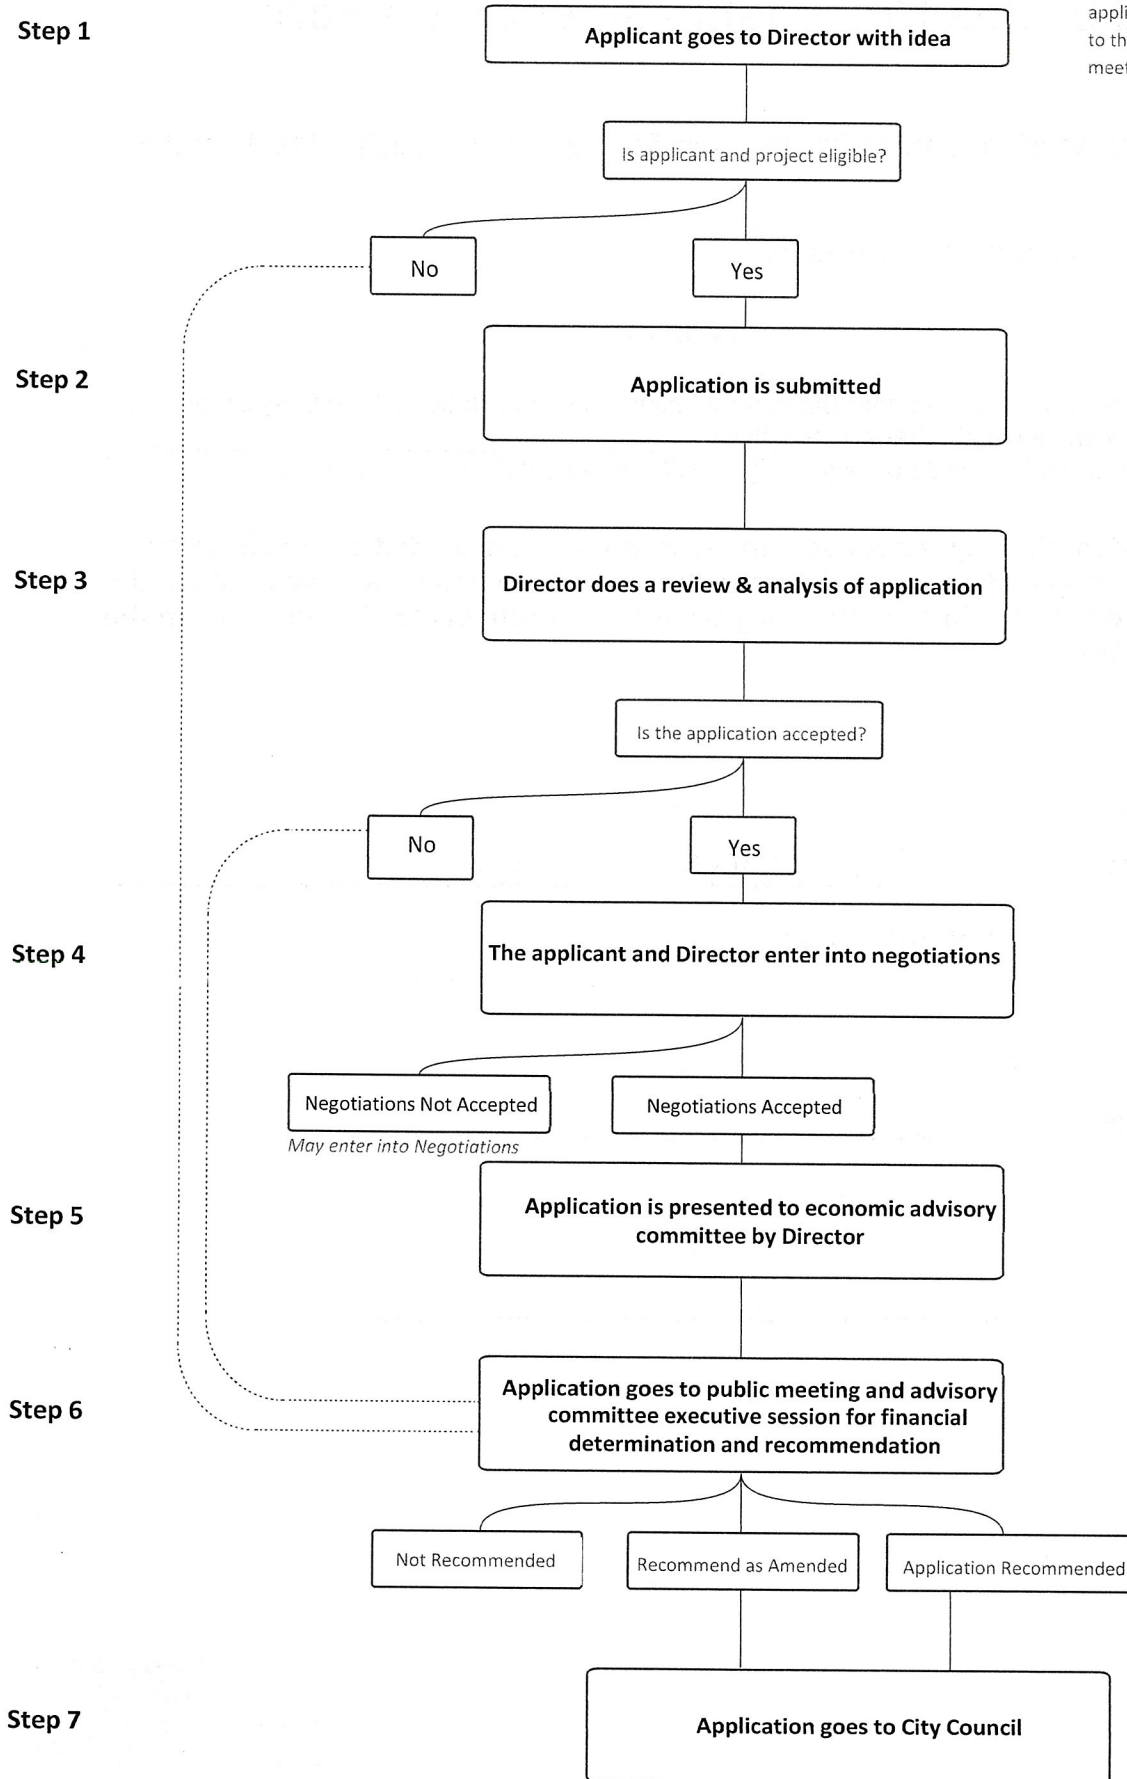 Step 1
Applicant goes to Director with idea
to th
meet
Is applicant and project eligible?
No
Yes
Step 2
Application is submitted
Step 3
Director does a review & analysis of application
Is the application accepted?
No
Yes
Step 4
The applicant and Director enter into negotiations
Negotiations Not Accepted
Negotiations Accepted
May enter into Negotiations
Step 5
Application is presented to economic advisory
committee by Director
Step 6
Application goes to public meeting and advisory
committee executive session for financial
determination and recommendation
Not Recommended
Recommend as Amended
Application Recommended
Step 7
Application goes to City Council